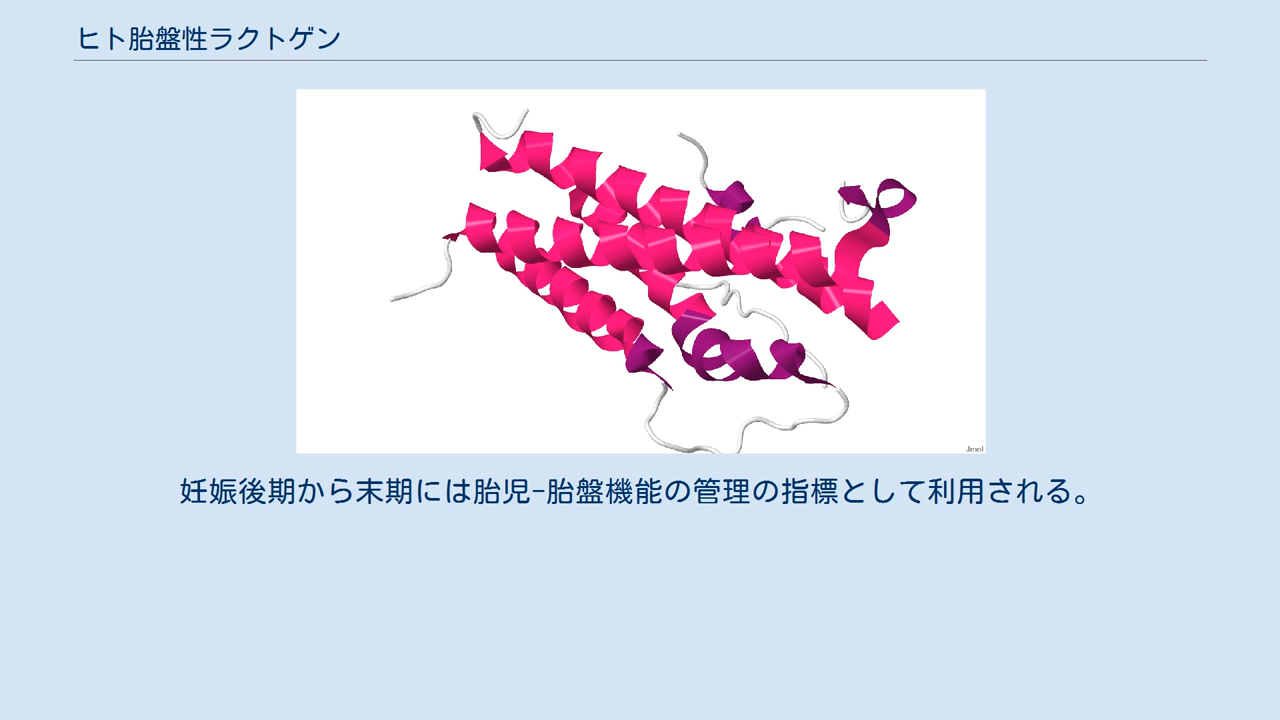 ヒト胎盤性ラクトゲン
Jmol
妊娠後期から末期には胎児-胎盤機能の管理の指標として利用される。